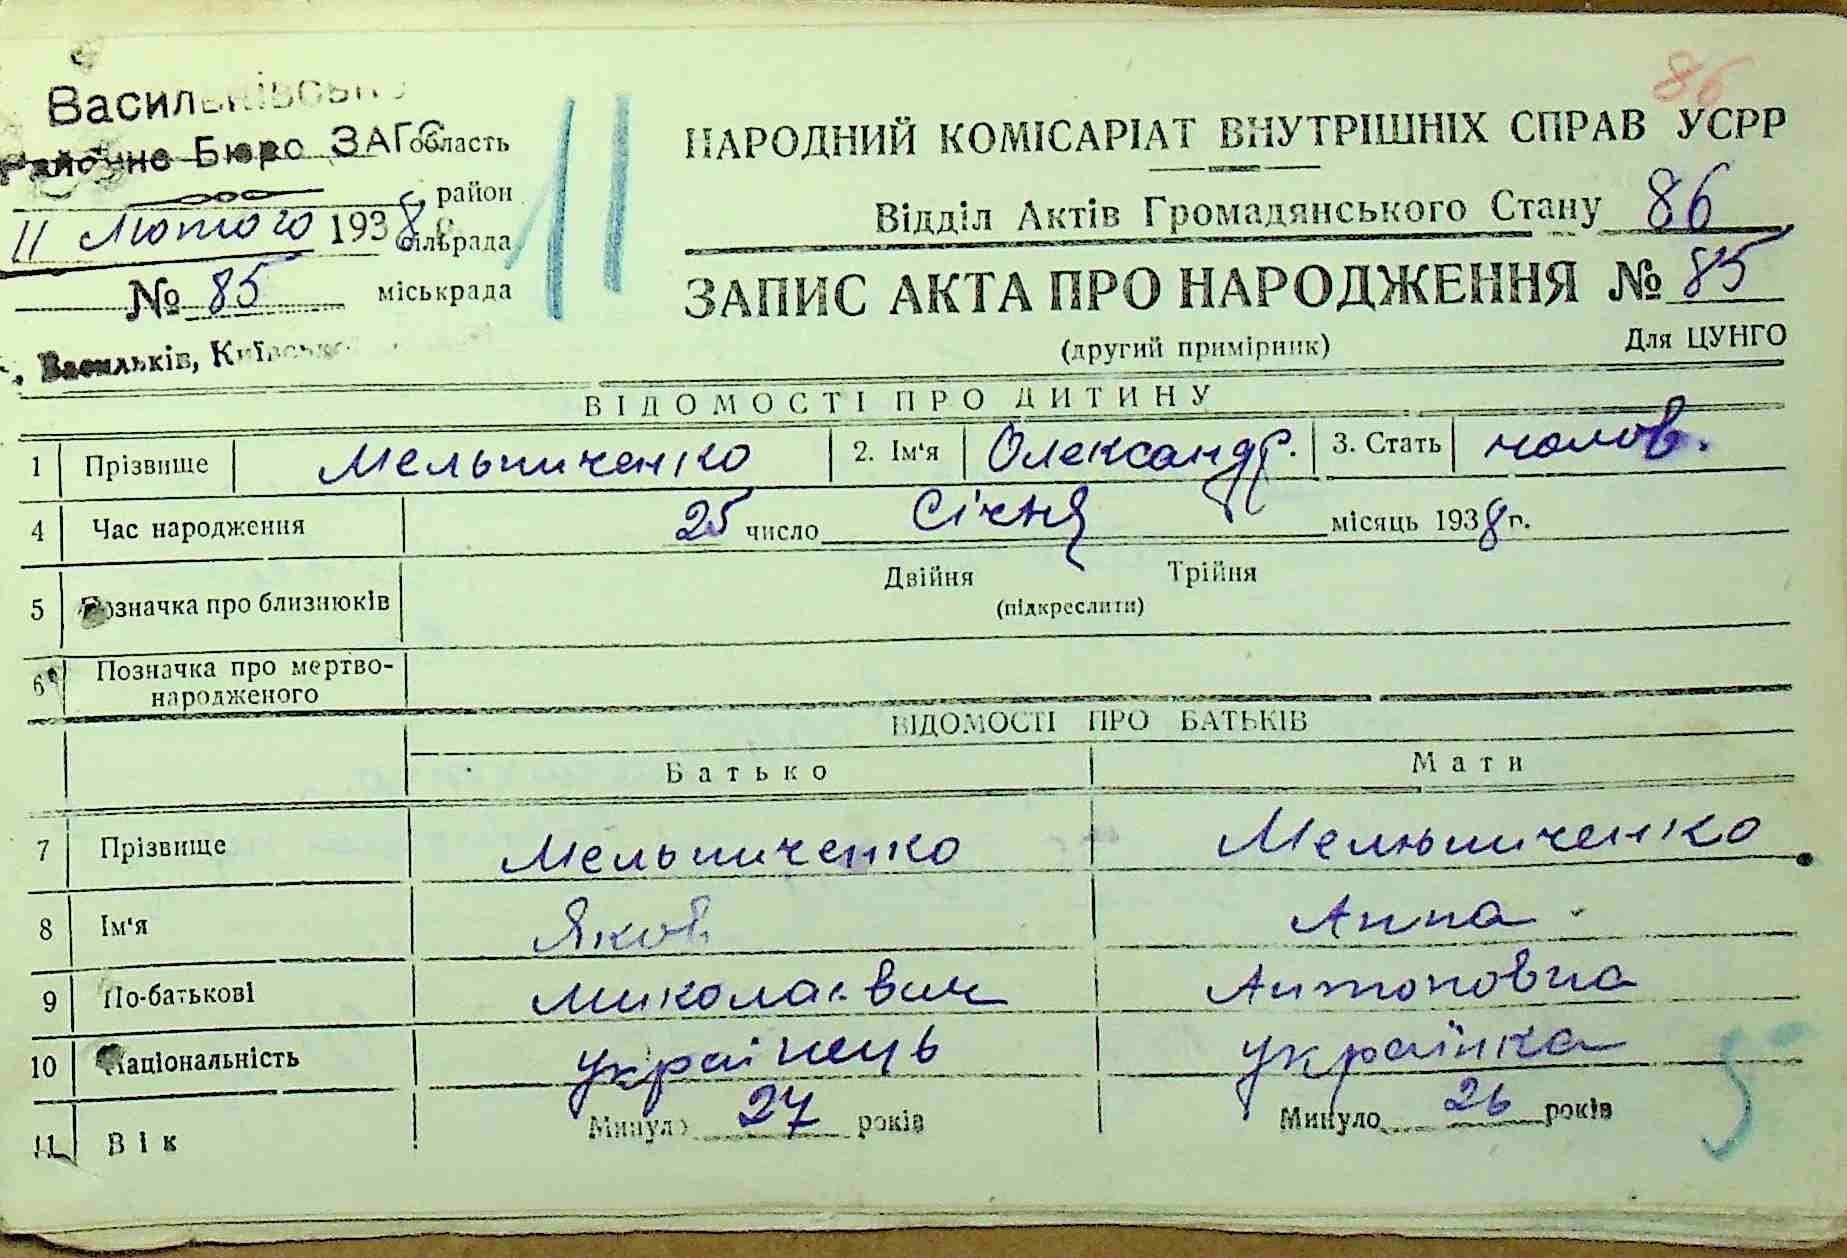 86
Васильківське
Районне Бюро ЗАГС область
район
11 Лютого 1938 р. сільрада
№ 85 міськрада
Васильків, Київської
11
НАРОДНИЙ КОМІСАРІАТ ВНУТРІШНІХ СПРАВ УСРР
Відділ Актів Громадянського Стану 86
ЗАПИС АКТА ПРО НАРОДЖЕННЯ № 85
(другий примірник) Для ЦУНГО
ВІДОМОСТІ ПРО ДИТИНУ
1 Прізвище Мельниченко 2. Ім'я Олександр. 3. Стать чолов.
4 Час народження 25 число Січня місяць 1938 р.
5 Позначка про близнюків Двійня Трійня
(підкреслити)
6 Позначка про мертво-
народженого
ВІДОМОСТІ ПРО БАТЬКІВ
Батько Мати
7 Прізвище Мельниченко Мельниченко
8 Ім'я Яков Анна
9 По-батькові Миколаєвич Антоновна
10 Національність українець українка
11 Вік Минуло 27 років Минуло 26 років
5